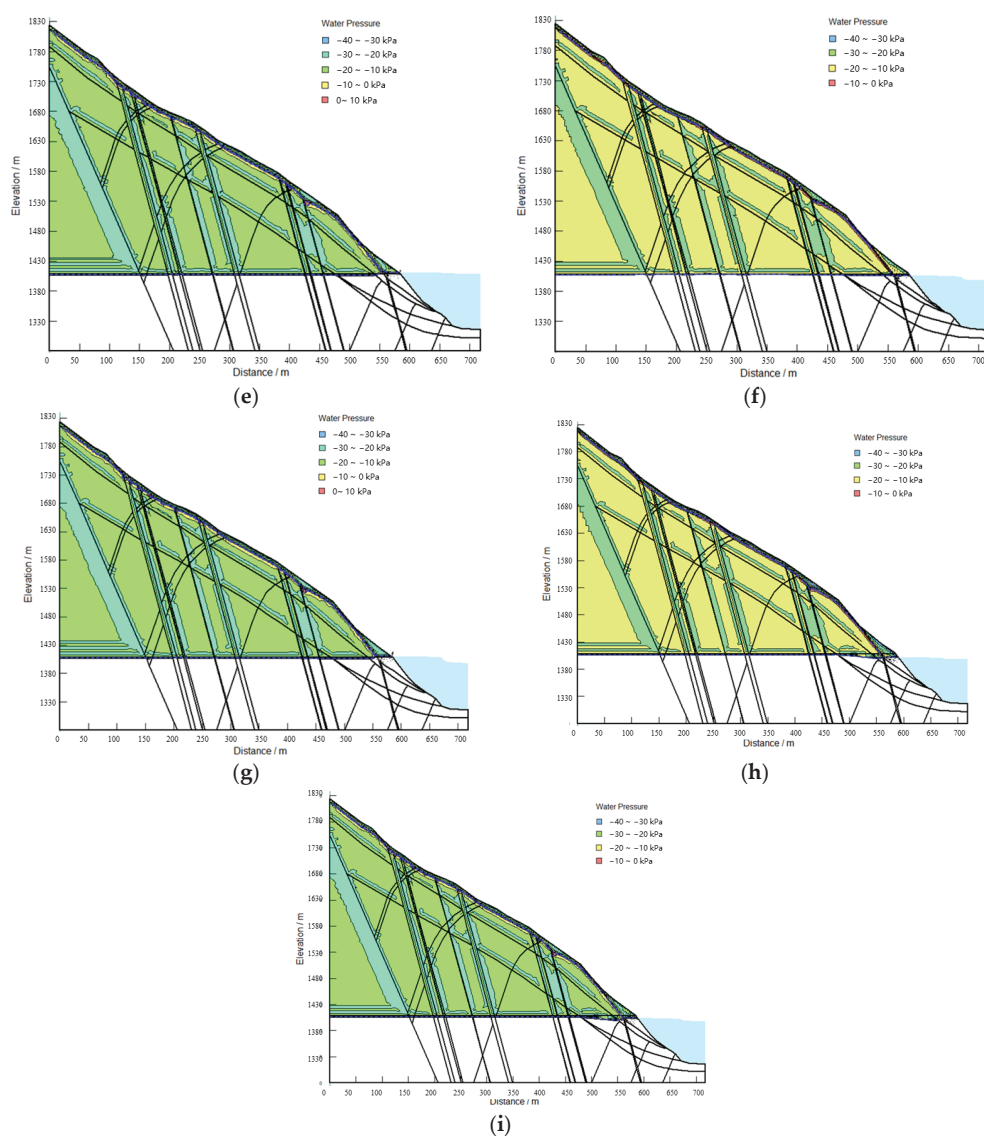 Water Pressure
−40 ~ −30 kPa
−30 ~ −20 kPa
−20 ~ −10 kPa
−10 ~ 0 kPa
0~ 10 kPa
Elevation / m
1830
1780
1730
1680
1630
1580
1530
1480
1430
1380
1330
0 50 100 150 200 250 300 350 400 450 500 550 600 650 700
Distance / m
(e)
Water Pressure
−40 ~ −30 kPa
−30 ~ −20 kPa
−20 ~ −10 kPa
−10 ~ 0 kPa
Elevation / m
1830
1780
1730
1680
1630
1580
1530
1480
1430
1380
1330
0 50 100 150 200 250 300 350 400 450 500 550 600 650 700
Distance / m
(f)
Water Pressure
−40 ~ −30 kPa
−30 ~ −20 kPa
−20 ~ −10 kPa
−10 ~ 0 kPa
0~ 10 kPa
Elevation / m
1830
1780
1730
1680
1630
1580
1530
1480
1430
1380
1330
0 50 100 150 200 250 300 350 400 450 500 550 600 650 700
Distance / m
(g)
Water Pressure
−40 ~ −30 kPa
−30 ~ −20 kPa
−20 ~ −10 kPa
−10 ~ 0 kPa
Elevation / m
1830
1780
1730
1680
1630
1580
1530
1480
1430
1380
1330
0 50 100 150 200 250 300 350 400 450 500 550 600 650 700
Distance / m
(h)
Water Pressure
−40 ~ −30 kPa
−30 ~ −20 kPa
−20 ~ −10 kPa
−10 ~ 0 kPa
Elevation / m
1830
1780
1730
1680
1630
1580
1530
1480
1430
1380
1330
0
0 50 100 150 200 250 300 350 400 450 500 550 600 650 700
Distance / m
(i)